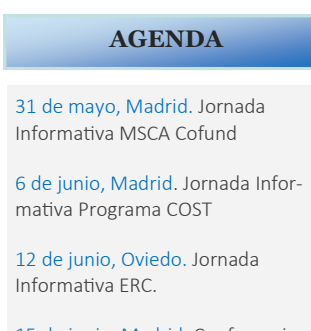 AGENDA
31 de mayo, Madrid. Jornada
Informativa MSCA Cofund
6 de junio, Madrid. Jornada Infor-
mativa Programa COST
12 de junio, Oviedo. Jornada
Informativa ERC.